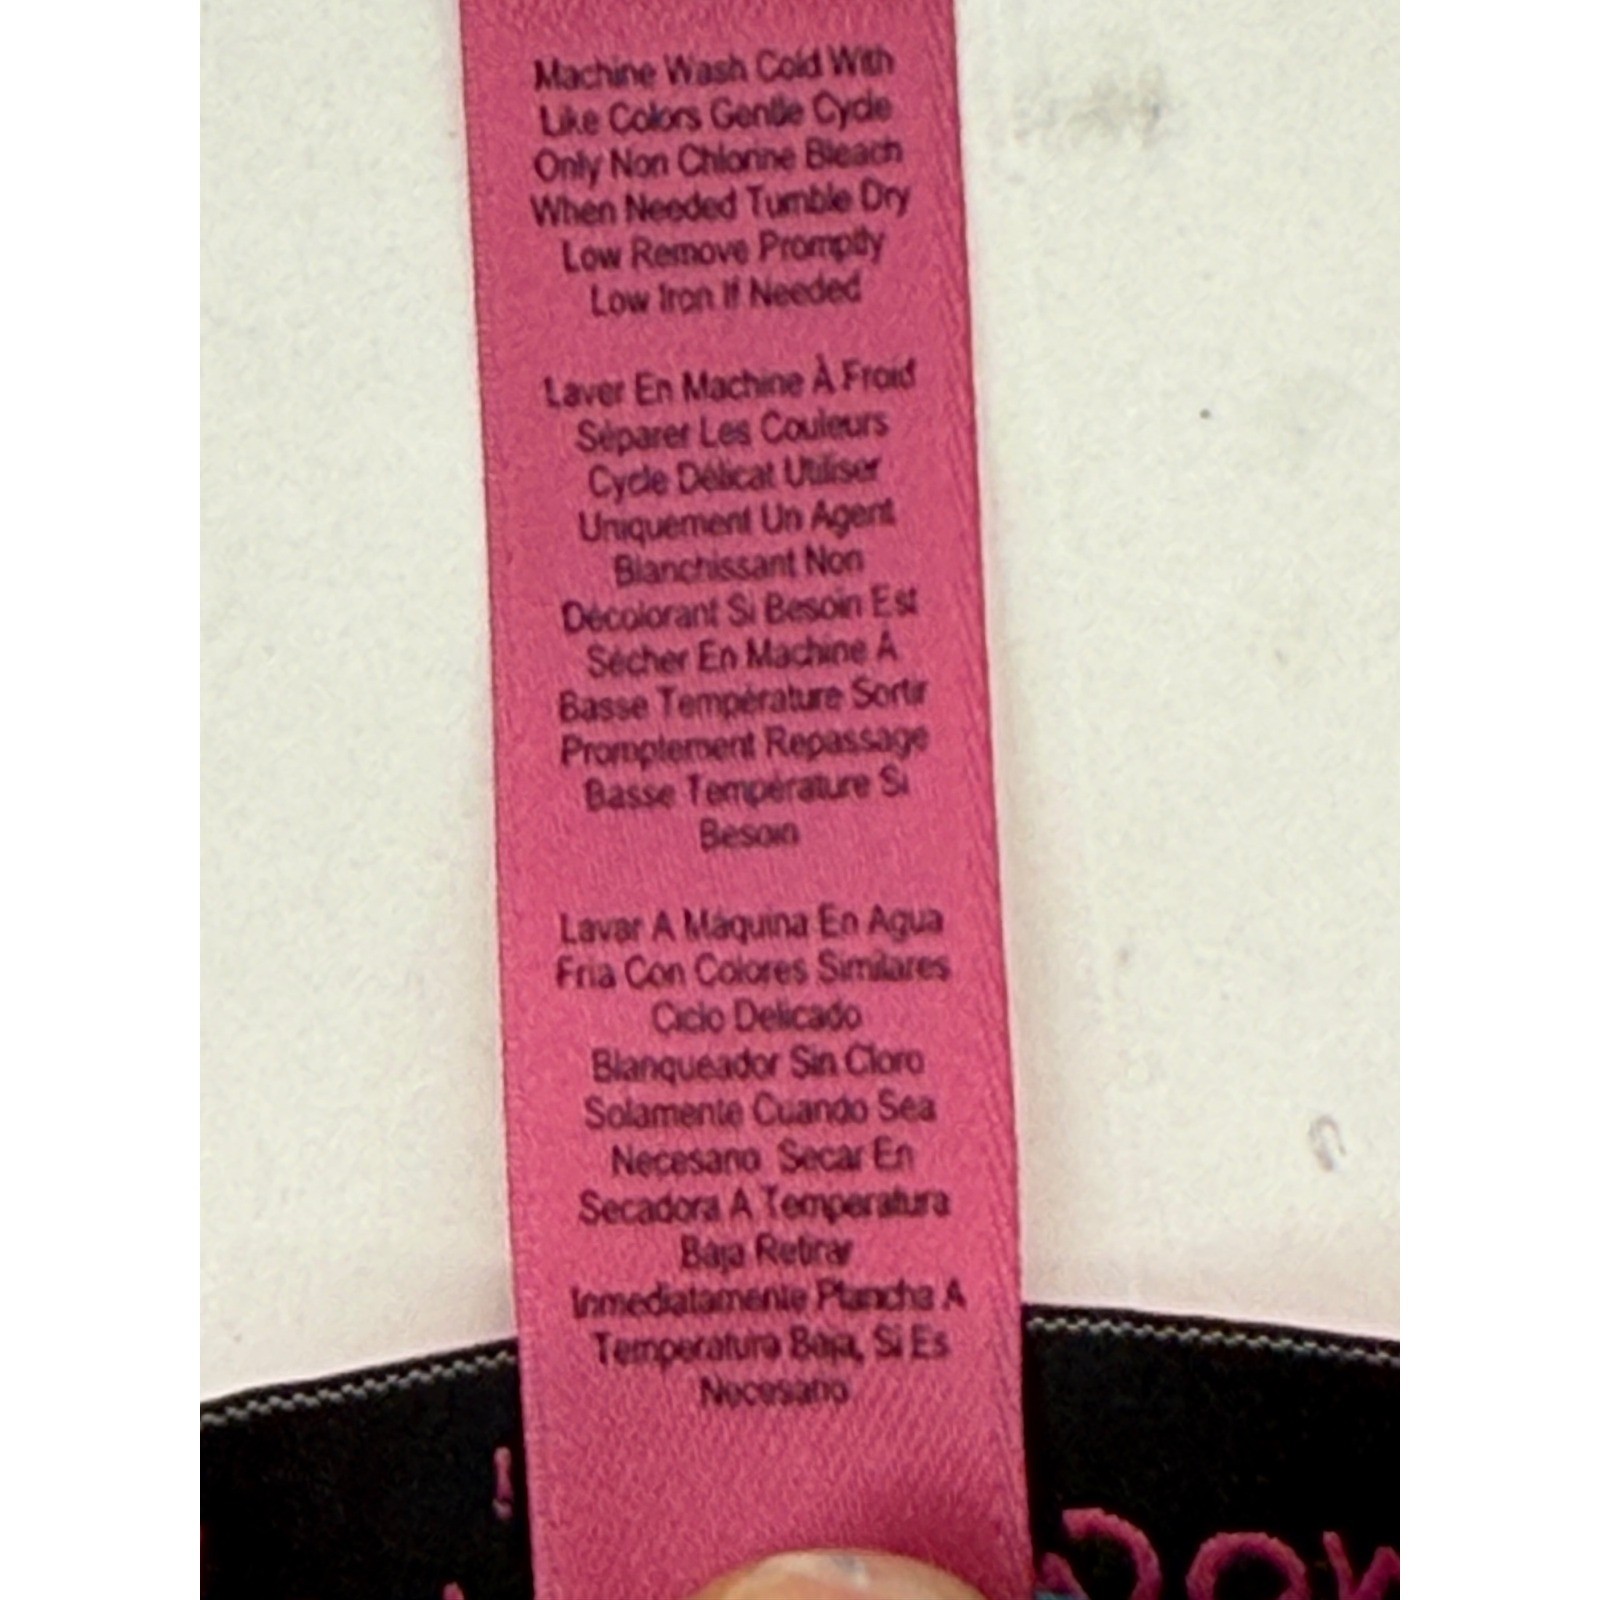 Machine Wash Cold With
Like Colors Gentle Cycle
Only Non Chlorine Bleach
When Needed Tumble Dry
Low Remove Promptly
Low Iron If Needed
Laver En Machine À Froid
Séparer Les Couleurs
Cycle Délicat Utiliser
Uniquement Un Agent
Blanchissant Non
Décolorant Si Besoin Est
Sécher En Machine À
Basse Température Sortir
Promptement Repassage
Basse Température Si
Besoin
Lavar A Máquina En Agua
Fría Con Colores Similares
Ciclo Delicado
Blanqueador Sin Cloro
Solamente Cuando Sea
Necesario Secar En
Secadora A Temperatura
Baja Retirar
Inmediatamente Plancha A
Temperatura Baja, Si Es
Necesario